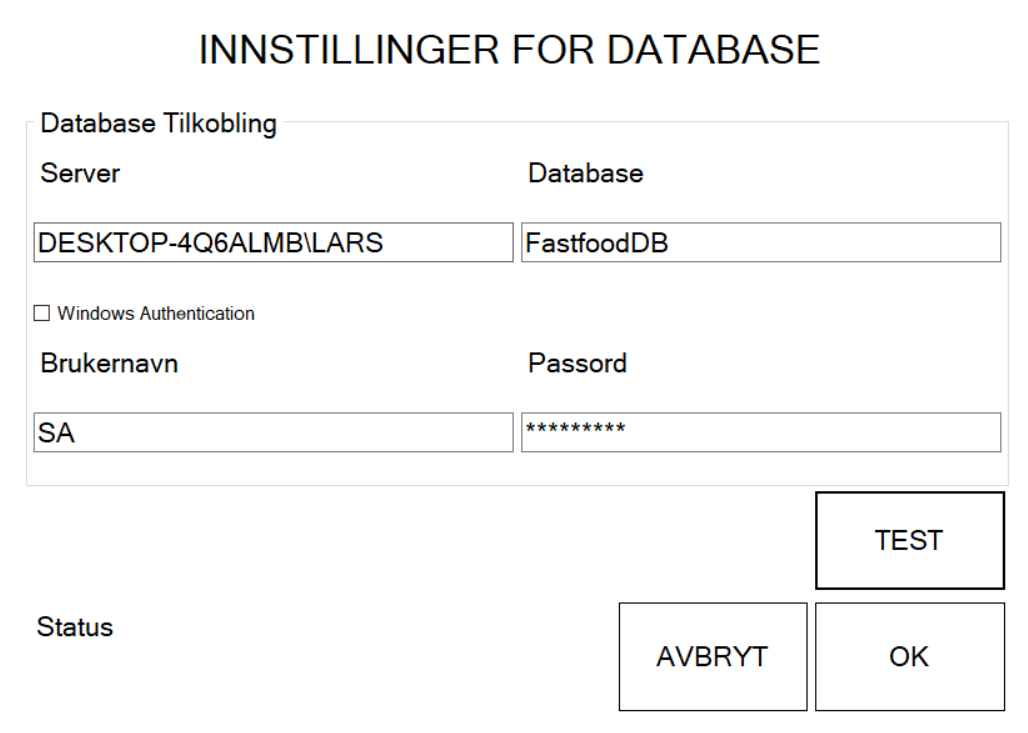 INNSTILLINGER FOR DATABASE
Database Tilkobling
Server
Database
DESKTOP-4Q6ALMB\LARS
FastfoodDB
Windows Authentication
Brukernavn
Passord
SA
*********
TEST
Status
AVBRYT
OK